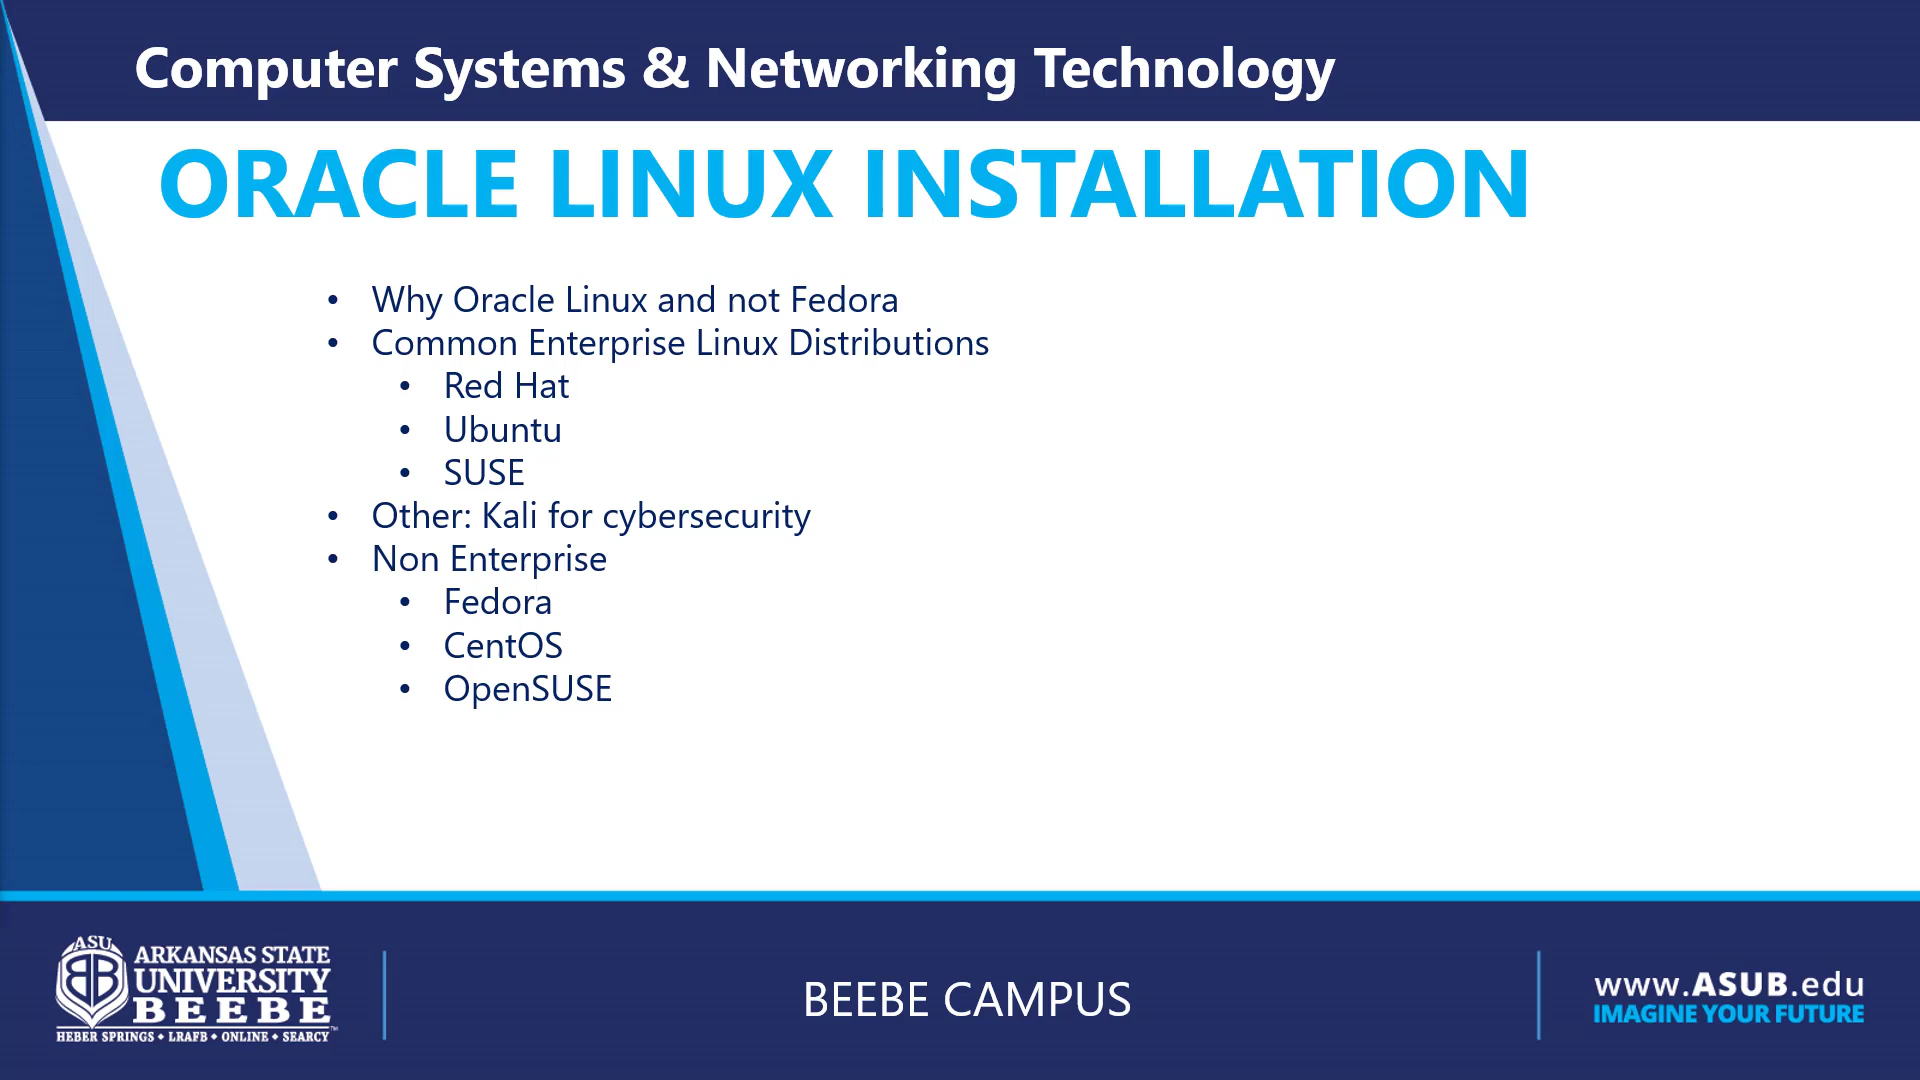 Computer Systems & Networking Technology
ORACLE LINUX INSTALLATION
• Why Oracle Linux and not Fedora
• Common Enterprise Linux Distributions
• Red Hat
• Ubuntu
• SUSE
• Other: Kali for cybersecurity
• Non Enterprise
• Fedora
• CentOS
• OpenSUSE
ASU
ARKANSAS STATE
UNIVERSITY
BEEBE
HEBER SPRINGS • LRAFB • ONLINE • SEARCY
BEEBE CAMPUS
www.ASUB.edu
IMAGINE YOUR FUTURE